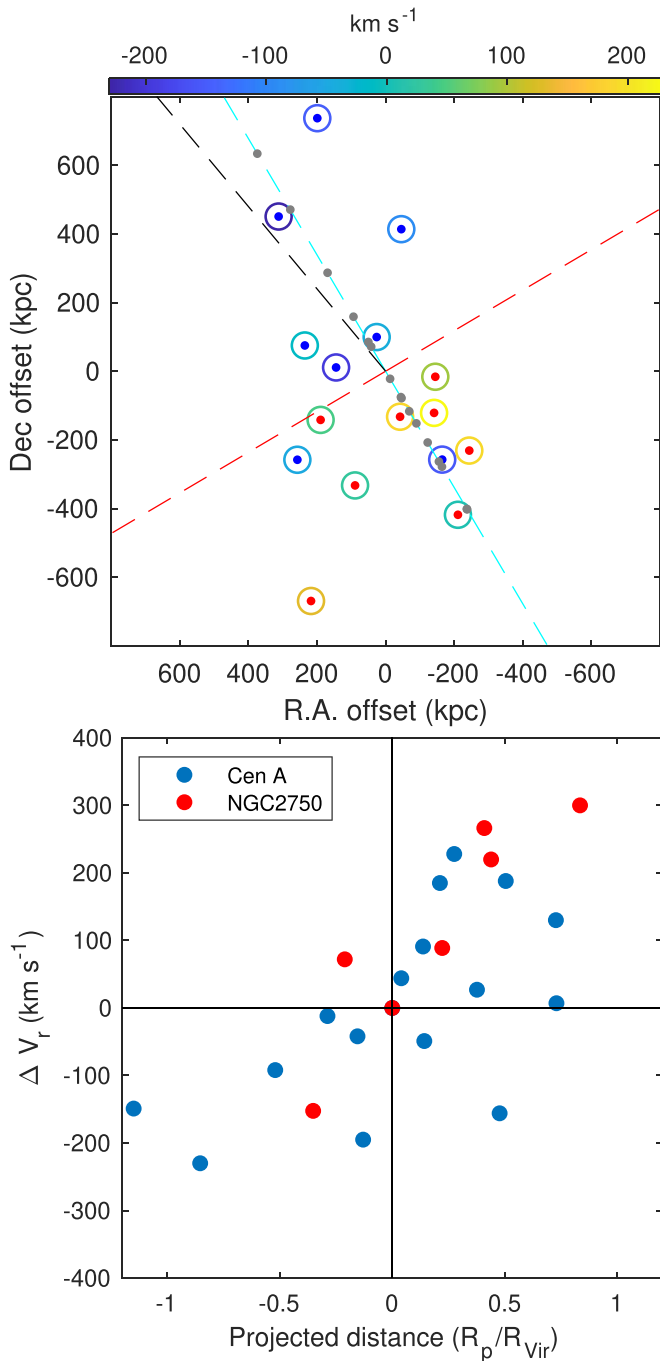 km s⁻¹
-200 -100 0 100 200
600
400
200
0
-200
-400
-600
Dec offset (kpc)
600 400 200 0 -200 -400 -600
R.A. offset (kpc)
400
300
200
100
0
-100
-200
-300
-400
Δ V_r (km s⁻¹)
Cen A
NGC2750
-1 -0.5 0 0.5 1
Projected distance (R_p/R_Vir)